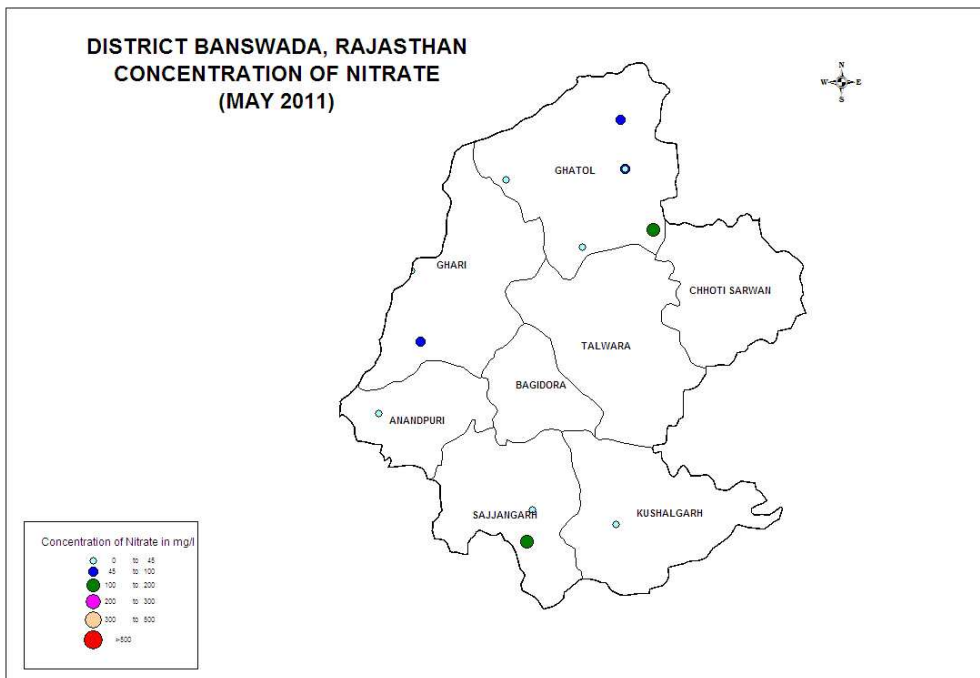 DISTRICT BANSWADA, RAJASTHAN
CONCENTRATION OF NITRATE
(MAY 2011)
N
W E
S
GHATOL
GHARI
CHHOTI SARWAN
TALWARA
BAGIDORA
ANANDPURI
SAJJANGARH
KUSHALGARH
Concentration of Nitrate in mg/l
0 to 45
45 to 100
100 to 200
200 to 300
300 to 500
>500